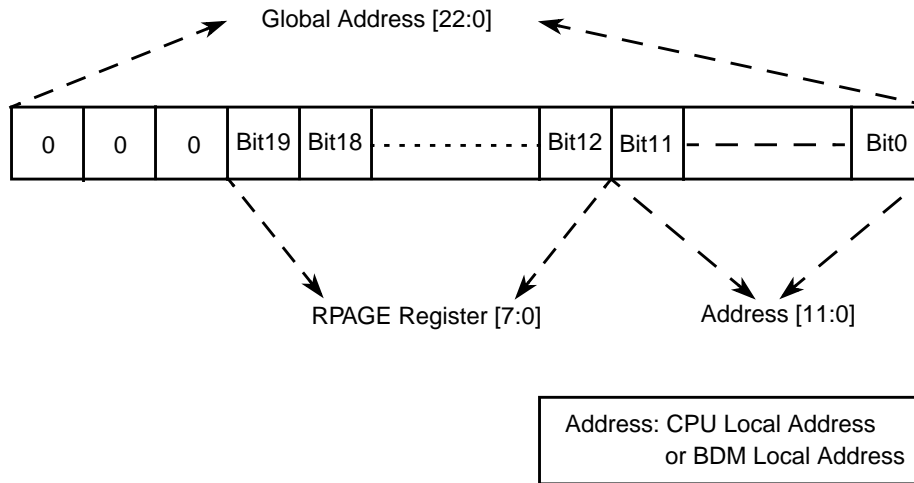 Global Address [22:0]
0 0 0 Bit19 Bit18 Bit12 Bit11 Bit0
RPAGE Register [7:0] Address [11:0]
Address: CPU Local Address
or BDM Local Address